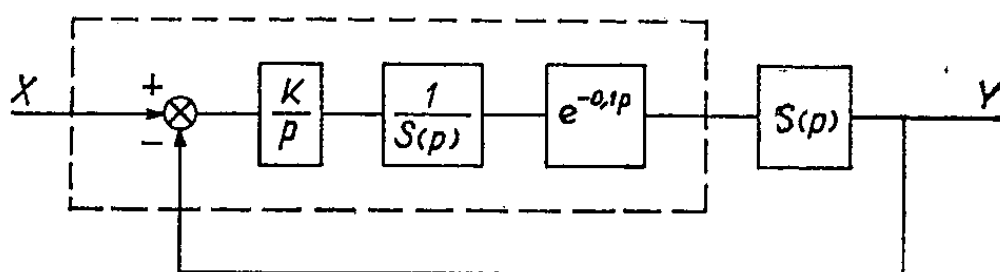 X
+
−
K
p
1
S(p)
e^{-0,1p}
S(p)
Y